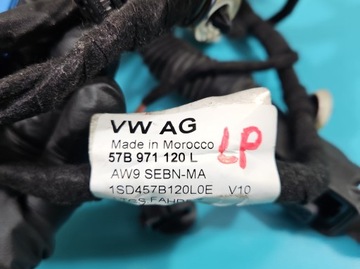 VW AG
Made in Morocco
57B 971 120 L
LP
AW9 SEBN-MA
1SD457B120L0E V10